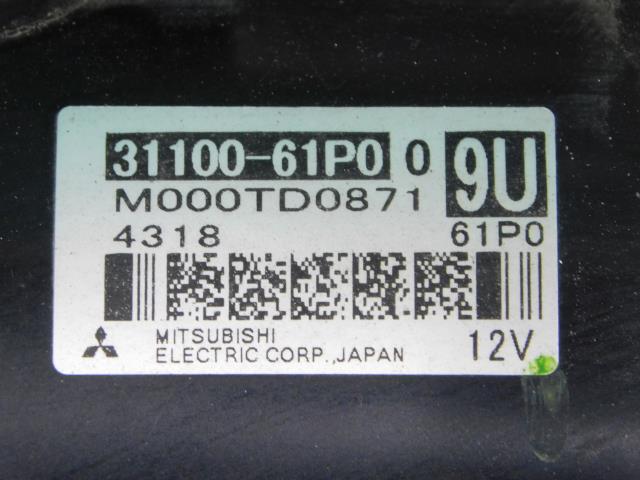 31100-61P0 0 9U
M000TD0871
4318 61P0
MITSUBISHI
ELECTRIC CORP.,JAPAN 12V